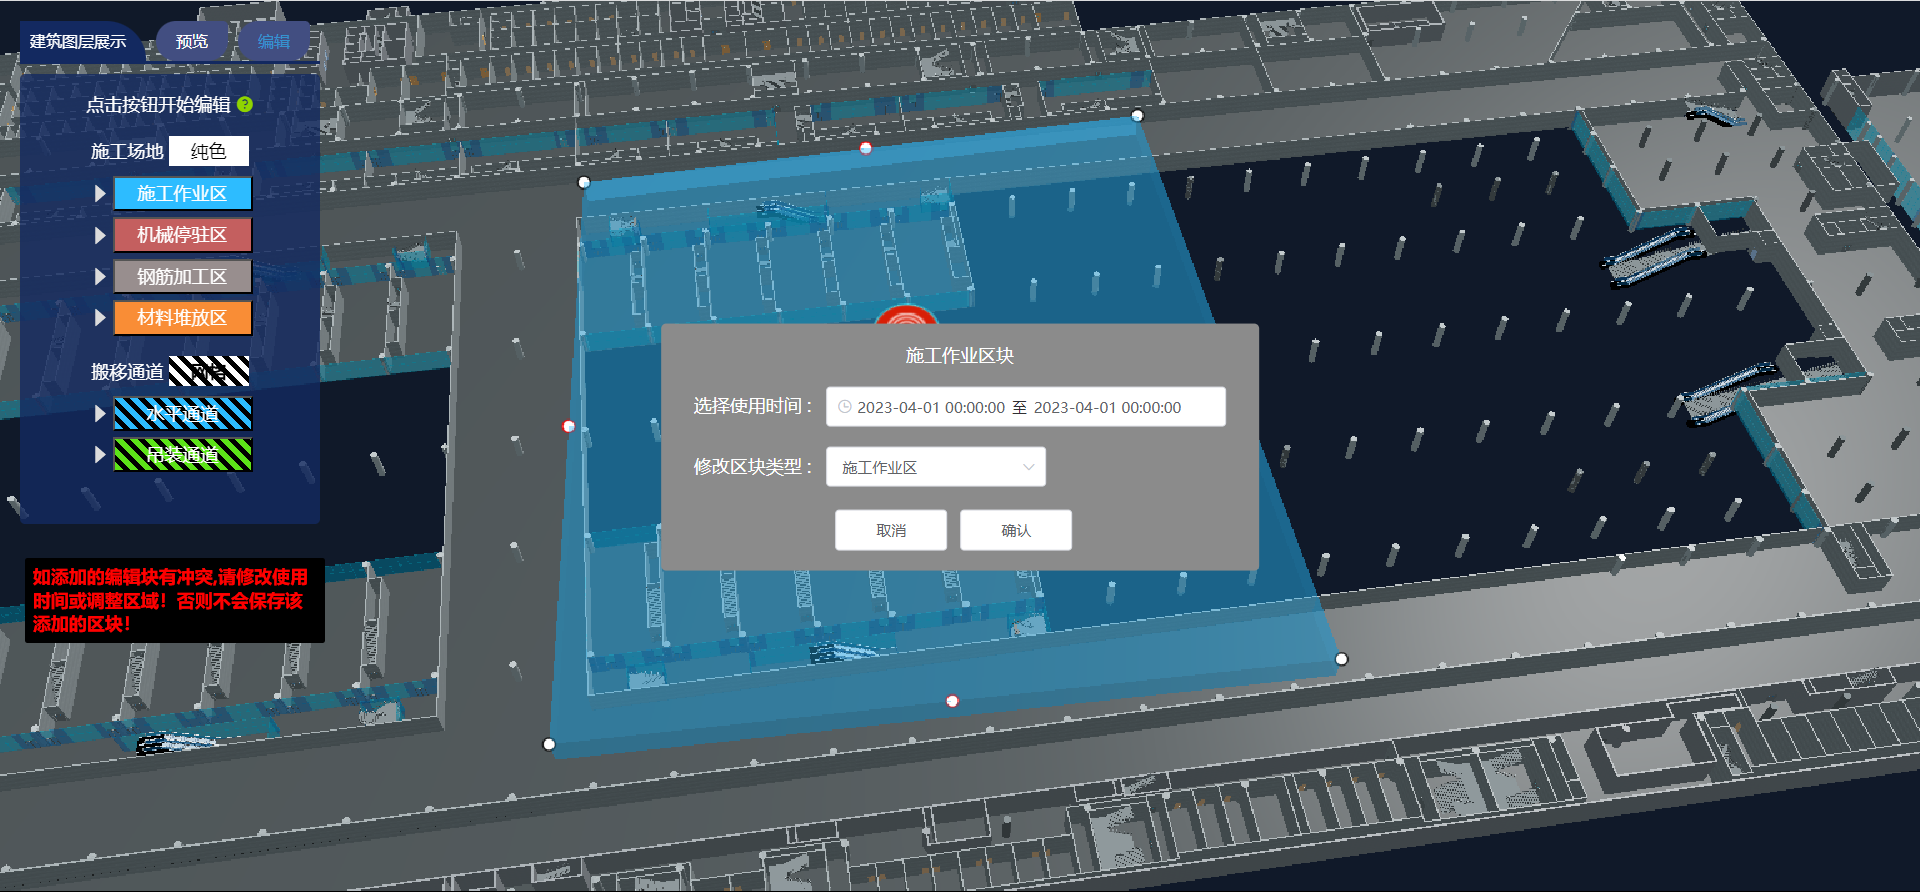 建筑图层展示 预览 编辑
点击按钮开始编辑 ?
施工场地 纯色
施工作业区
机械停驻区
钢筋加工区
材料堆放区
搬移通道 网格
水平通道
吊装通道
如添加的编辑块有冲突,请修改使用
时间或调整区域！否则不会保存该
添加的区块！
施工作业区块
选择使用时间： 2023-04-01 00:00:00 至 2023-04-01 00:00:00
修改区块类型： 施工作业区
取消 确认